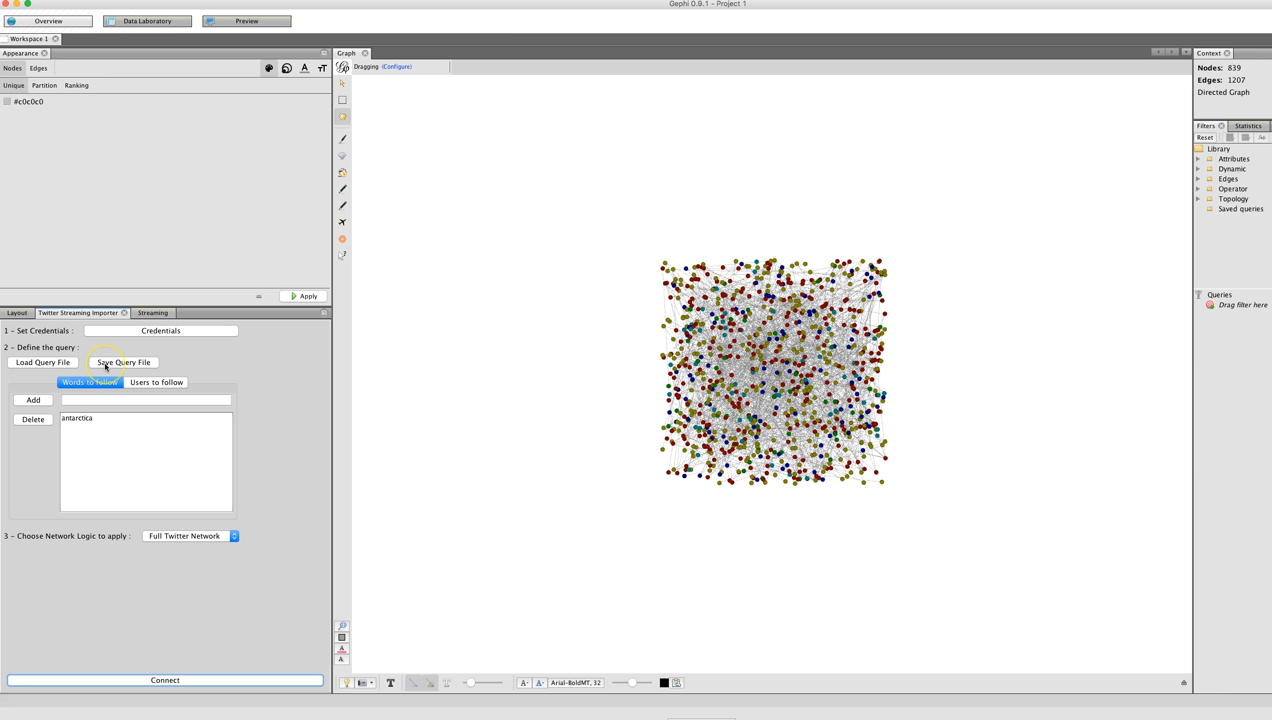 Gephi 0.9.1 - Project 1
Overview
Data Laboratory
Preview
Workspace 1
Appearance
Nodes Edges
Unique Partition Ranking
#c0c0c0
Apply
Layout Twitter Streaming Importer Streaming
1 - Set Credentials : Credentials
2 - Define the query :
Load Query File Save Query File
Words to follow Users to follow
Add
Delete
antarctica
3 - Choose Network Logic to apply : Full Twitter Network
Connect
Graph
Dragging (Configure)
Arial-BoldMT, 32
Context
Nodes: 839
Edges: 1207
Directed Graph
Filters Statistics
Reset
Library
Attributes
Dynamic
Edges
Operator
Topology
Saved queries
Queries
Drag filter here